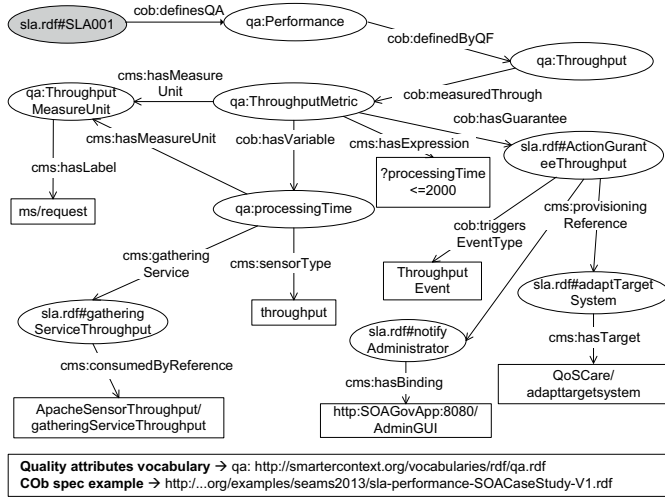 sla.rdf#SLA001
cob:definesQA
qa:Performance
cob:definedByQF
qa:Throughput
cob:measuredThrough
qa:ThroughputMetric
cms:hasMeasure
Unit
qa:Throughput
MeasureUnit
cms:hasMeasureUnit
cms:hasLabel
ms/request
cob:hasVariable
cms:hasExpression
?processingTime
<=2000
cob:hasGuarantee
sla.rdf#ActionGurant
eeThroughput
qa:processingTime
cms:gathering
Service
cms:sensorType
throughput
sla.rdf#gathering
ServiceThroughput
cms:consumedByReference
ApacheSensorThroughput/
gatheringServiceThroughput
cob:triggers
EventType
Throughput
Event
cms:provisioning
Reference
sla.rdf#adaptTarget
System
cms:hasTarget
QoSCare/
adapttargetsystem
sla.rdf#notify
Administrator
cms:hasBinding
http:SOAGovApp:8080/
AdminGUI
Quality attributes vocabulary → qa: http://smartercontext.org/vocabularies/rdf/qa.rdf
COb spec example → http:/...org/examples/seams2013/sla-performance-SOACaseStudy-V1.rdf